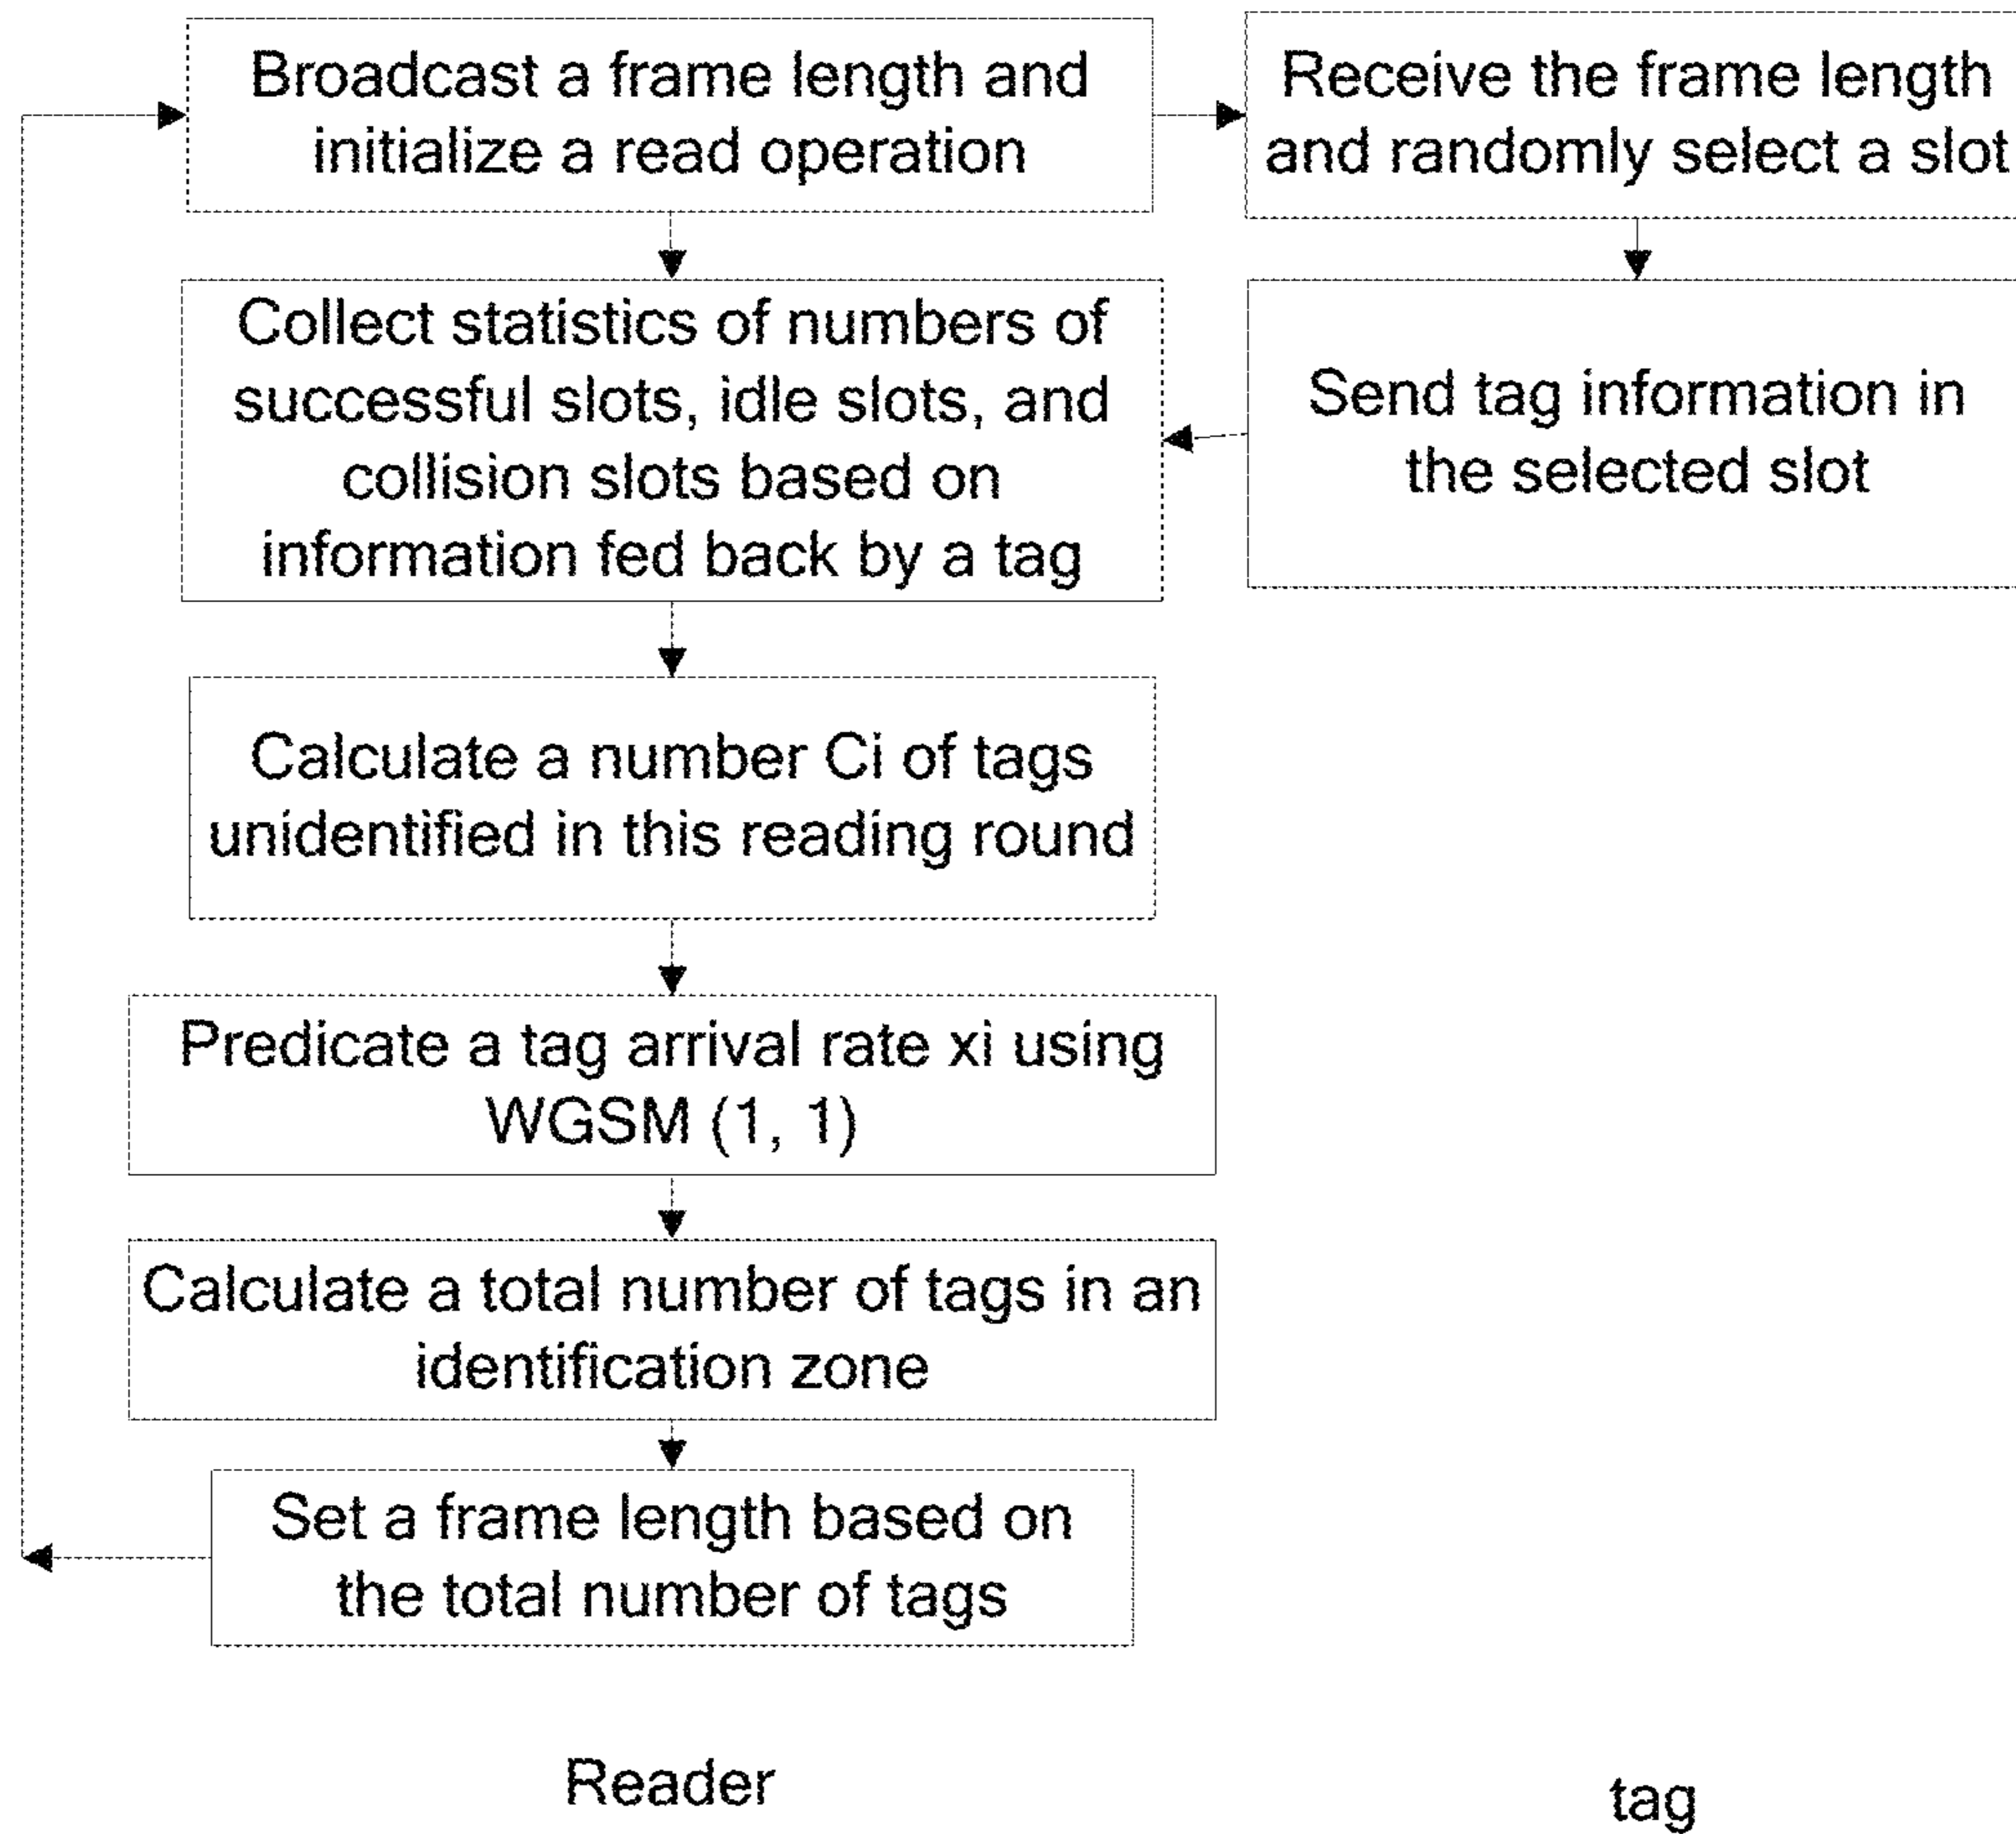 Broadcast a frame length and
initialize a read operation
Receive the frame length
and randomly select a slot
Collect statistics of numbers of
successful slots, idle slots, and
collision slots based on
information fed back by a tag
Send tag information in
the selected slot
Calculate a number Ci of tags
unidentified in this reading round
Predicate a tag arrival rate xi using
WGSM (1, 1)
Calculate a total number of tags in an
identification zone
Set a frame length based on
the total number of tags
Reader
tag